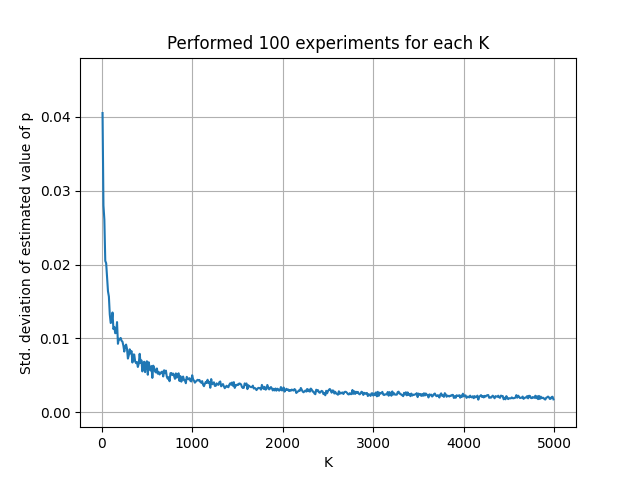 Performed 100 experiments for each K
Std. deviation of estimated value of p
0.04
0.03
0.02
0.01
0.00
0 1000 2000 3000 4000 5000
K